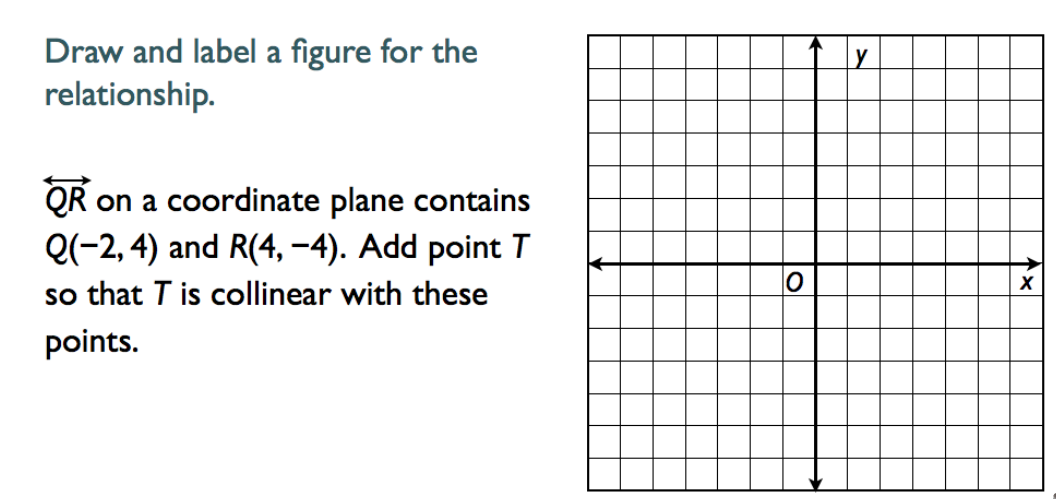 Draw and label a figure for the
relationship.
QR on a coordinate plane contains
Q(−2, 4) and R(4, −4). Add point T
so that T is collinear with these
points.
y
O
x